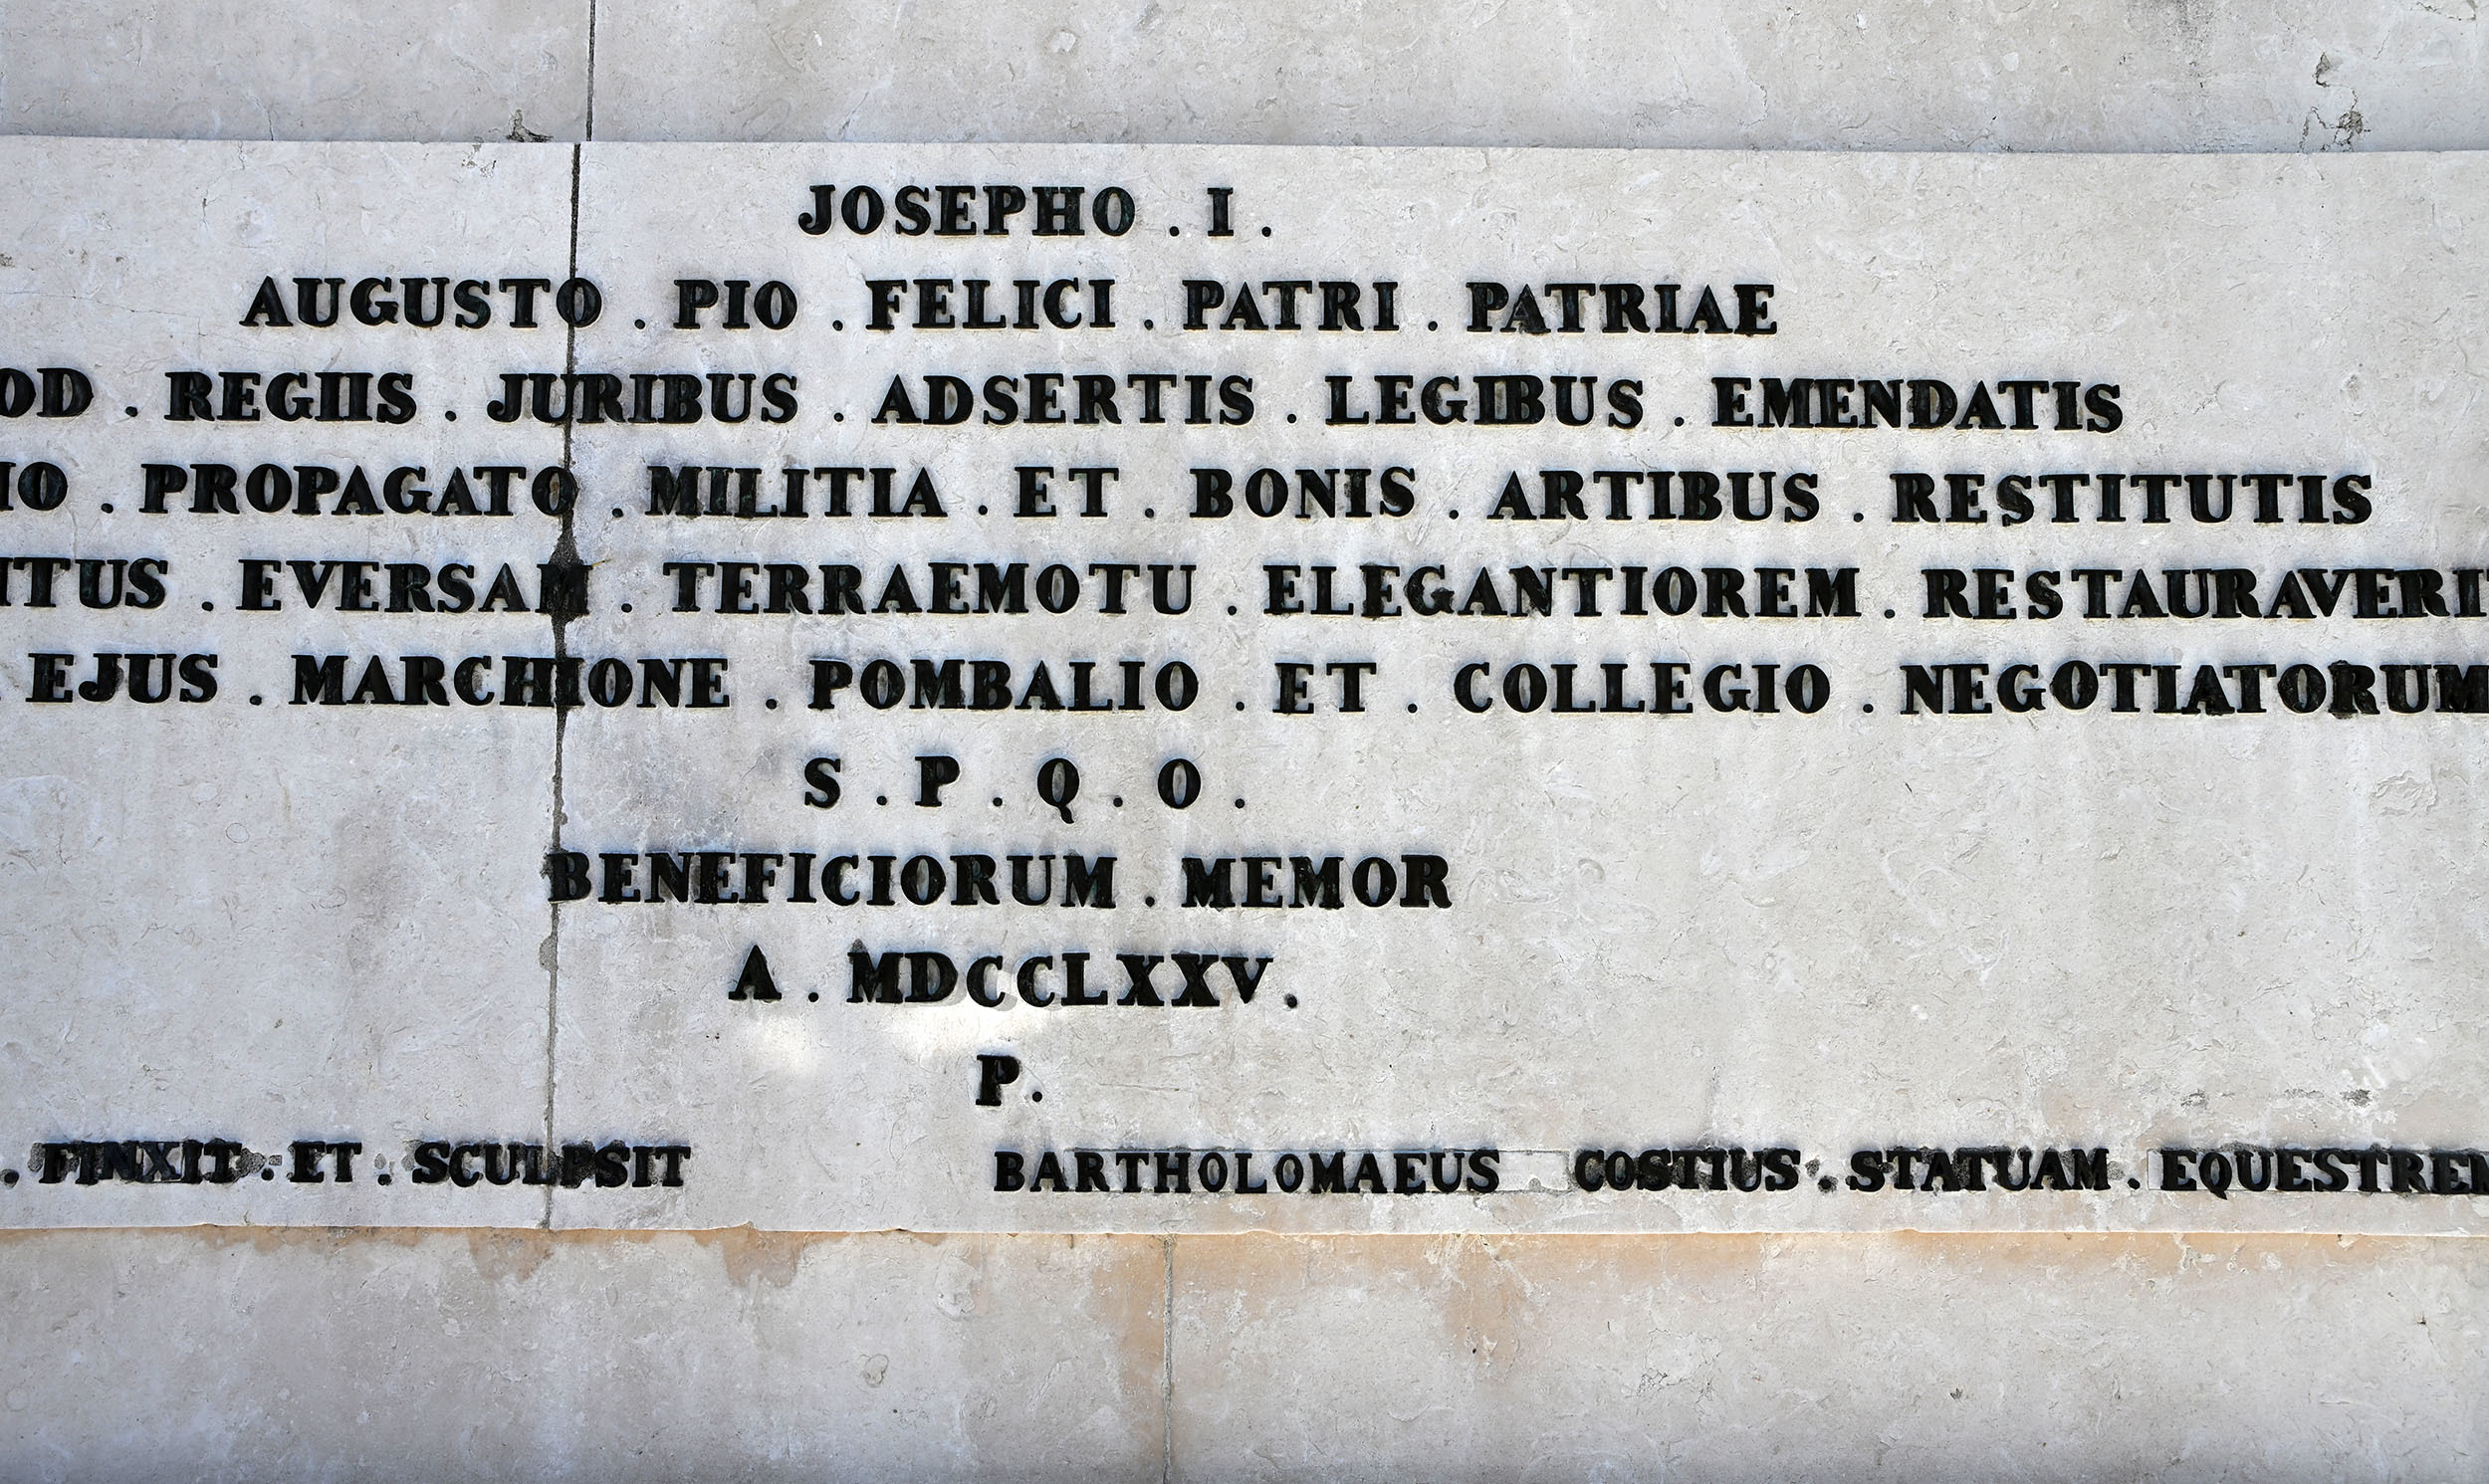 JOSEPHO . I .
AUGUSTO . PIO . FELICI . PATRI . PATRIAE
OD . REGIIS . JURIBUS . ADSERTIS . LEGIBUS . EMENDATIS
IO . PROPAGATO . MILITIA . ET . BONIS . ARTIBUS . RESTITUTIS
ITUS . EVERSAM . TERRAEMOTU . ELEGANTIOREM . RESTAURAVERI
. EJUS . MARCHIONE . POMBALIO . ET . COLLEGIO . NEGOTIATORUM
S . P . Q . O .
BENEFICIORUM . MEMOR
A . MDCCLXXV .
P .
. FINXIT . ET . SCULPSIT BARTHOLOMAEUS COSTIUS . STATUAM . EQUESTREM